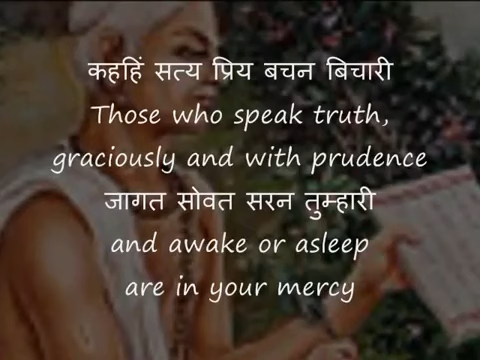 कहहिं सत्य प्रिय बचन बिचारी
Those who speak truth,
graciously and with prudence
जागत सोवत सरन तुम्हारी
and awake or asleep
are in your mercy